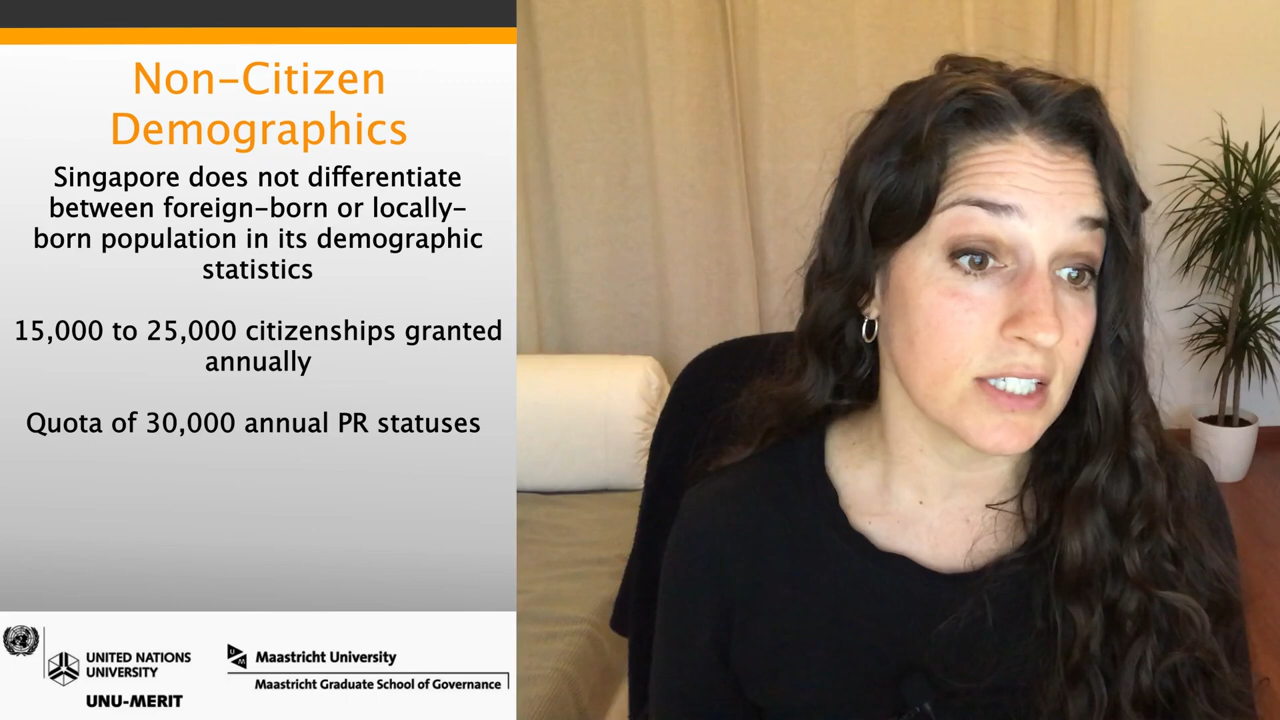 Non-Citizen
Demographics
Singapore does not differentiate
between foreign-born or locally-
born population in its demographic
statistics
15,000 to 25,000 citizenships granted
annually
Quota of 30,000 annual PR statuses
UNITED NATIONS
UNIVERSITY
UNU-MERIT
UM
Maastricht University
Maastricht Graduate School of Governance